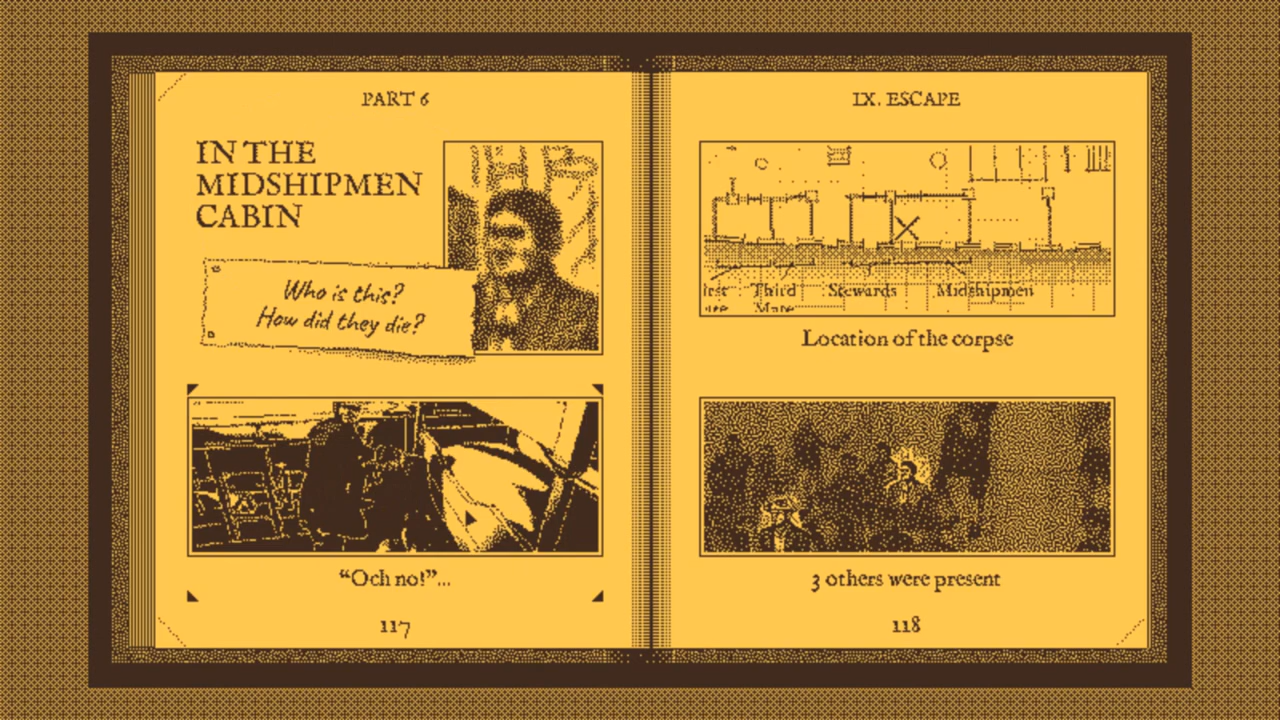 PART 6
IN THE
MIDSHIPMEN
CABIN
Who is this?
How did they die?
"Och no!"...
117
IX. ESCAPE
Third
Stewards
Midshipmen
Mate
Location of the corpse
3 others were present
118